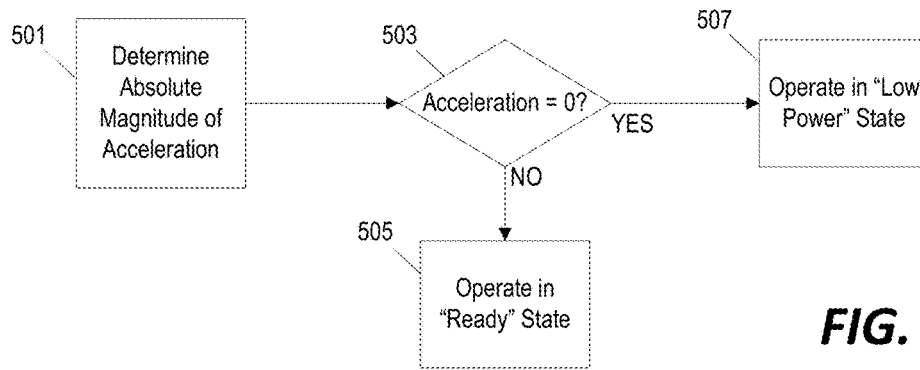 501
Determine
Absolute
Magnitude of
Acceleration
503
Acceleration = 0?
YES
NO
507
Operate in "Low
Power" State
505
Operate in
"Ready" State
FIG.